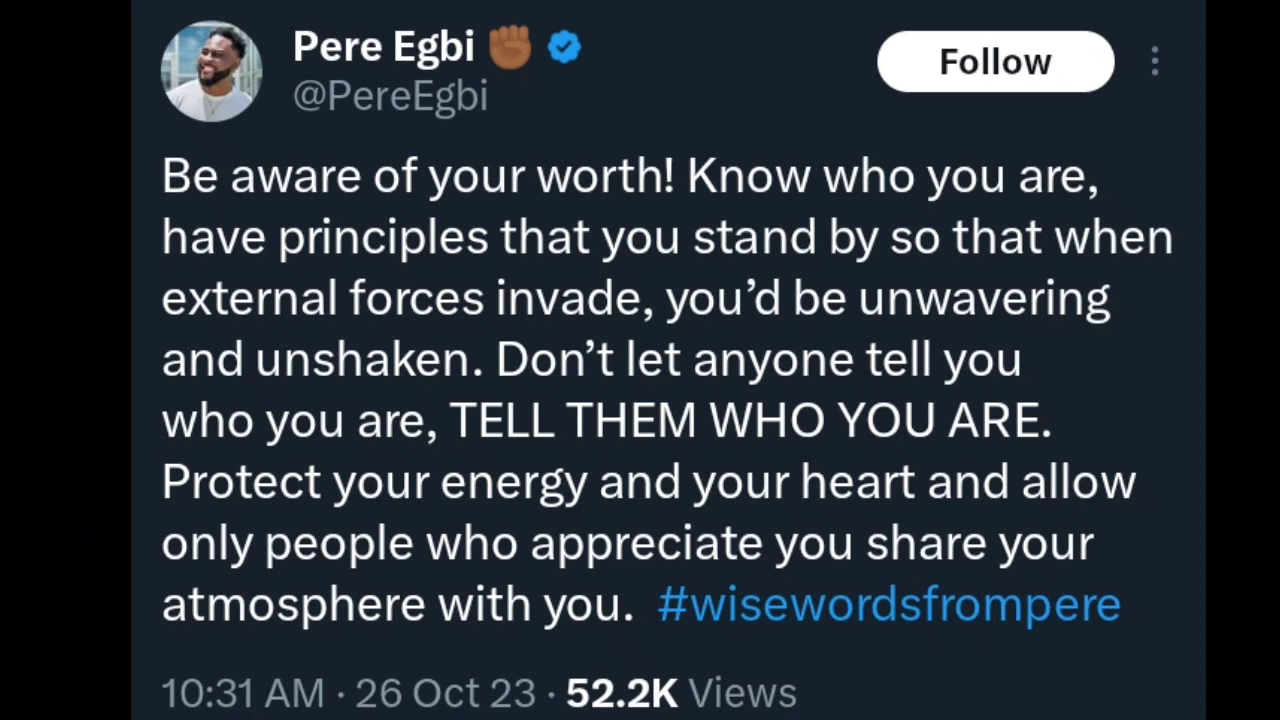 Pere Egbi ✊🏾
@PereEgbi
Follow
Be aware of your worth! Know who you are,
have principles that you stand by so that when
external forces invade, you’d be unwavering
and unshaken. Don’t let anyone tell you
who you are, TELL THEM WHO YOU ARE.
Protect your energy and your heart and allow
only people who appreciate you share your
atmosphere with you. #wisewordsfrompere
10:31 AM · 26 Oct 23 · 52.2K Views